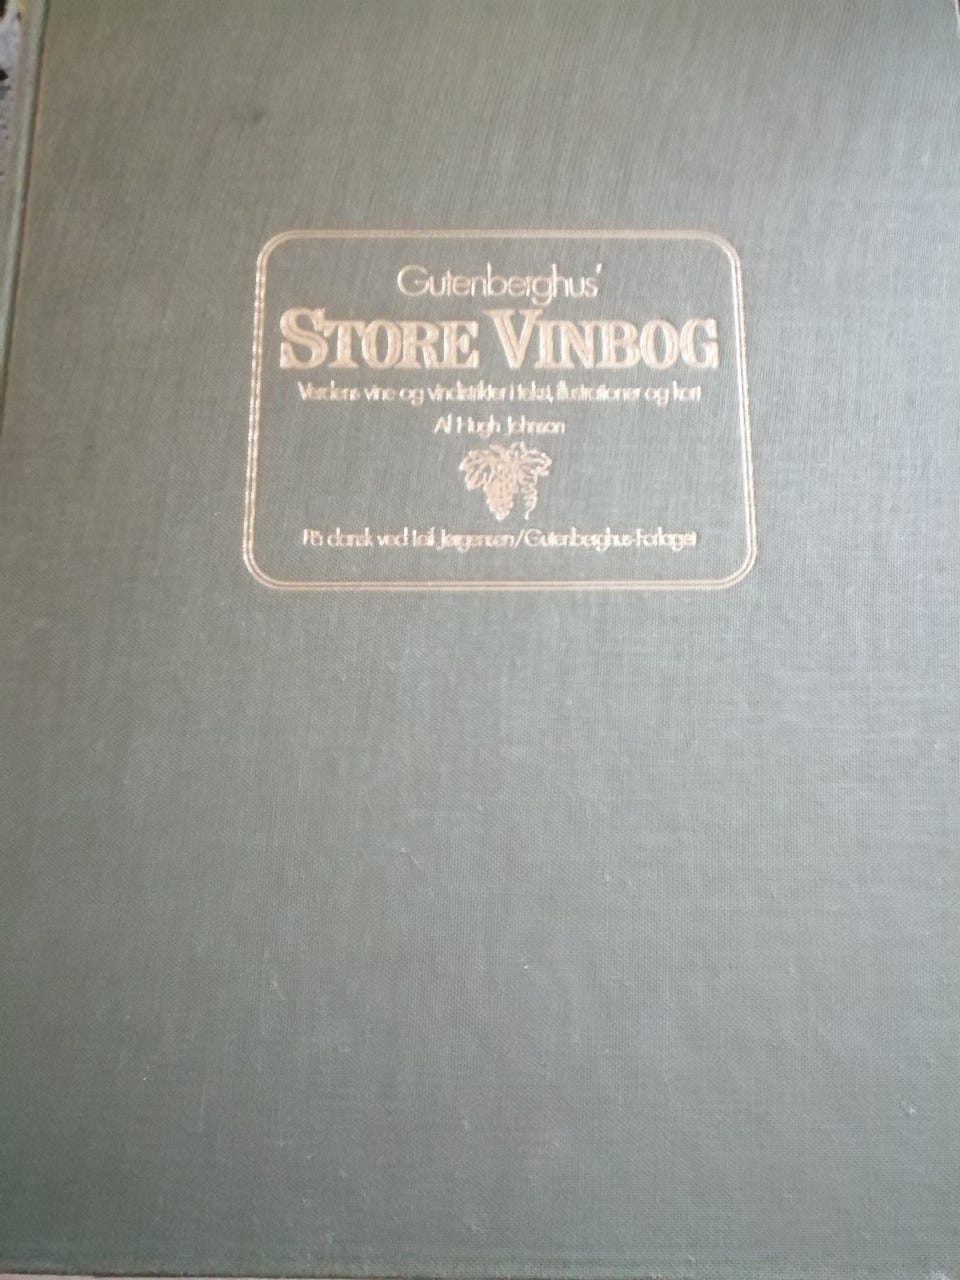 Gutenberghus'
STORE VINBOG
Verdens vine og vindistrikter i tekst, illustrationer og kort
Af Hugh Johnson
På dansk ved Leif Jørgensen/Gutenberghus-Forlaget